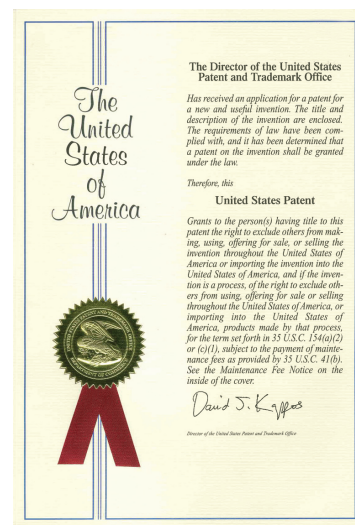 The
United
States
of
America
The Director of the United States
Patent and Trademark Office
Has received an application for a patent for
a new and useful invention. The title and
description of the invention are enclosed.
The requirements of law have been com-
plied with, and it has been determined that
a patent on the invention shall be granted
under the law.
Therefore, this
United States Patent
Grants to the person(s) having title to this
patent the right to exclude others from mak-
ing, using, offering for sale, or selling the
invention throughout the United States of
America or importing the invention into the
United States of America, and if the inven-
tion is a process, of the right to exclude oth-
ers from using, offering for sale or selling
throughout the United States of America, or
importing into the United States of
America, products made by that process,
for the term set forth in 35 U.S.C. 154(a)(2)
or (c)(1), subject to the payment of mainte-
nance fees as provided by 35 U.S.C. 41(b).
See the Maintenance Fee Notice on the
inside of the cover.
David J. Kappos
Director of the United States Patent and Trademark Office